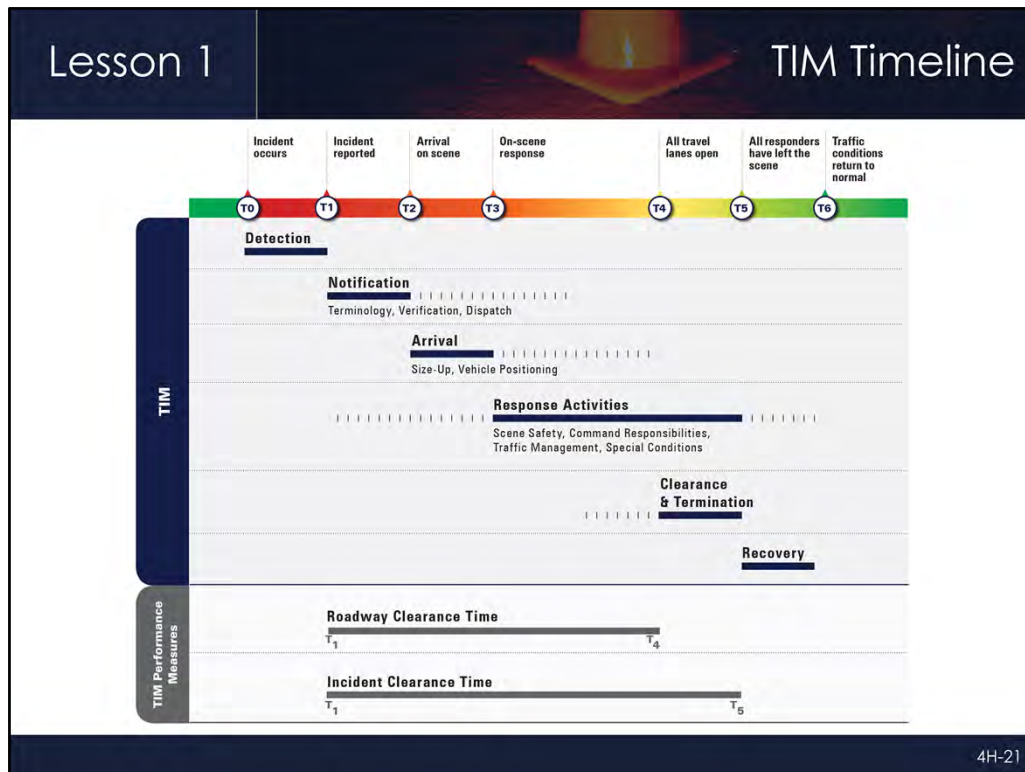 Lesson 1
TIM Timeline
Incident
occurs
Incident
reported
Arrival
on scene
On-scene
response
All travel
lanes open
All responders
have left the
scene
Traffic
conditions
return to
normal
T0
T1
T2
T3
T4
T5
T6
TIM
Detection
Notification
Terminology, Verification, Dispatch
Arrival
Size-Up, Vehicle Positioning
Response Activities
Scene Safety, Command Responsibilities,
Traffic Management, Special Conditions
Clearance
& Termination
Recovery
TIM Performance
Measures
Roadway Clearance Time
T1
T4
Incident Clearance Time
T1
T5
4H-21